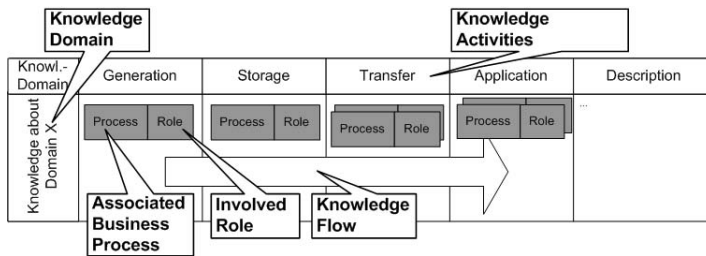 Knowledge
Domain
Knowledge
Activities
Knowl.-
Domain
Generation
Storage
Transfer
Application
Description
Knowledge about
Domain X
Process Role
Process Role
Process Role
Process Role
...
Associated
Business
Process
Involved
Role
Knowledge
Flow